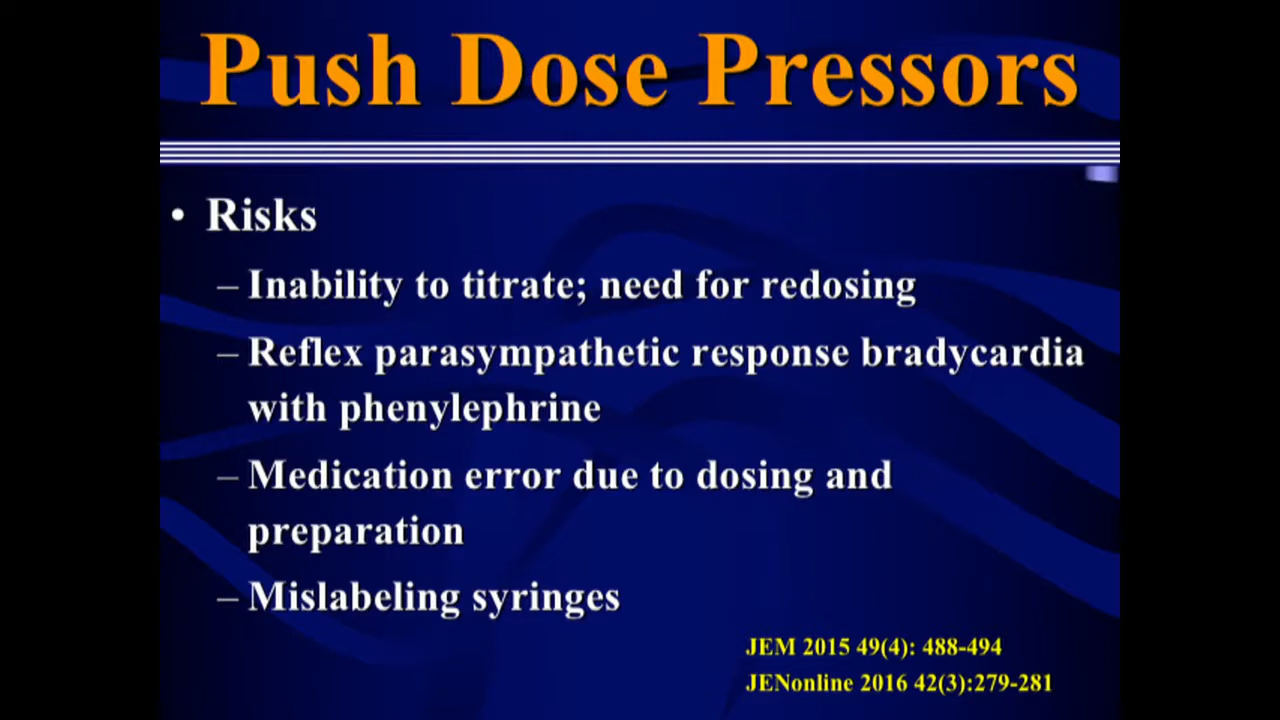 Push Dose Pressors
• Risks
– Inability to titrate; need for redosing
– Reflex parasympathetic response bradycardia
with phenylephrine
– Medication error due to dosing and
preparation
– Mislabeling syringes
JEM 2015 49(4): 488-494
JENonline 2016 42(3):279-281